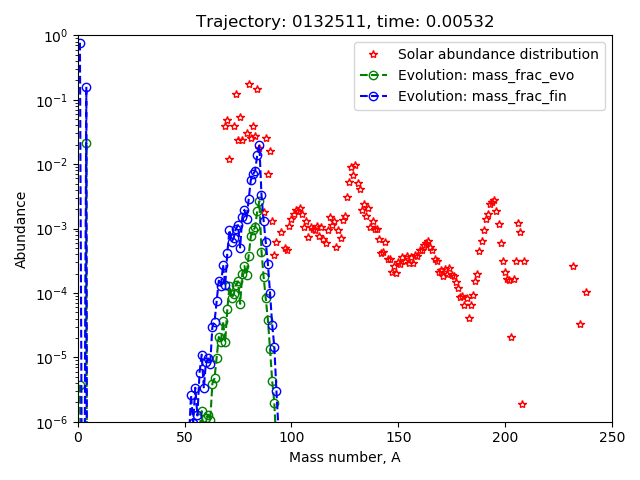 Trajectory: 0132511, time: 0.00532
Solar abundance distribution
Evolution: mass_frac_evo
Evolution: mass_frac_fin
Abundance
10^0
10^-1
10^-2
10^-3
10^-4
10^-5
10^-6
0 50 100 150 200 250
Mass number, A